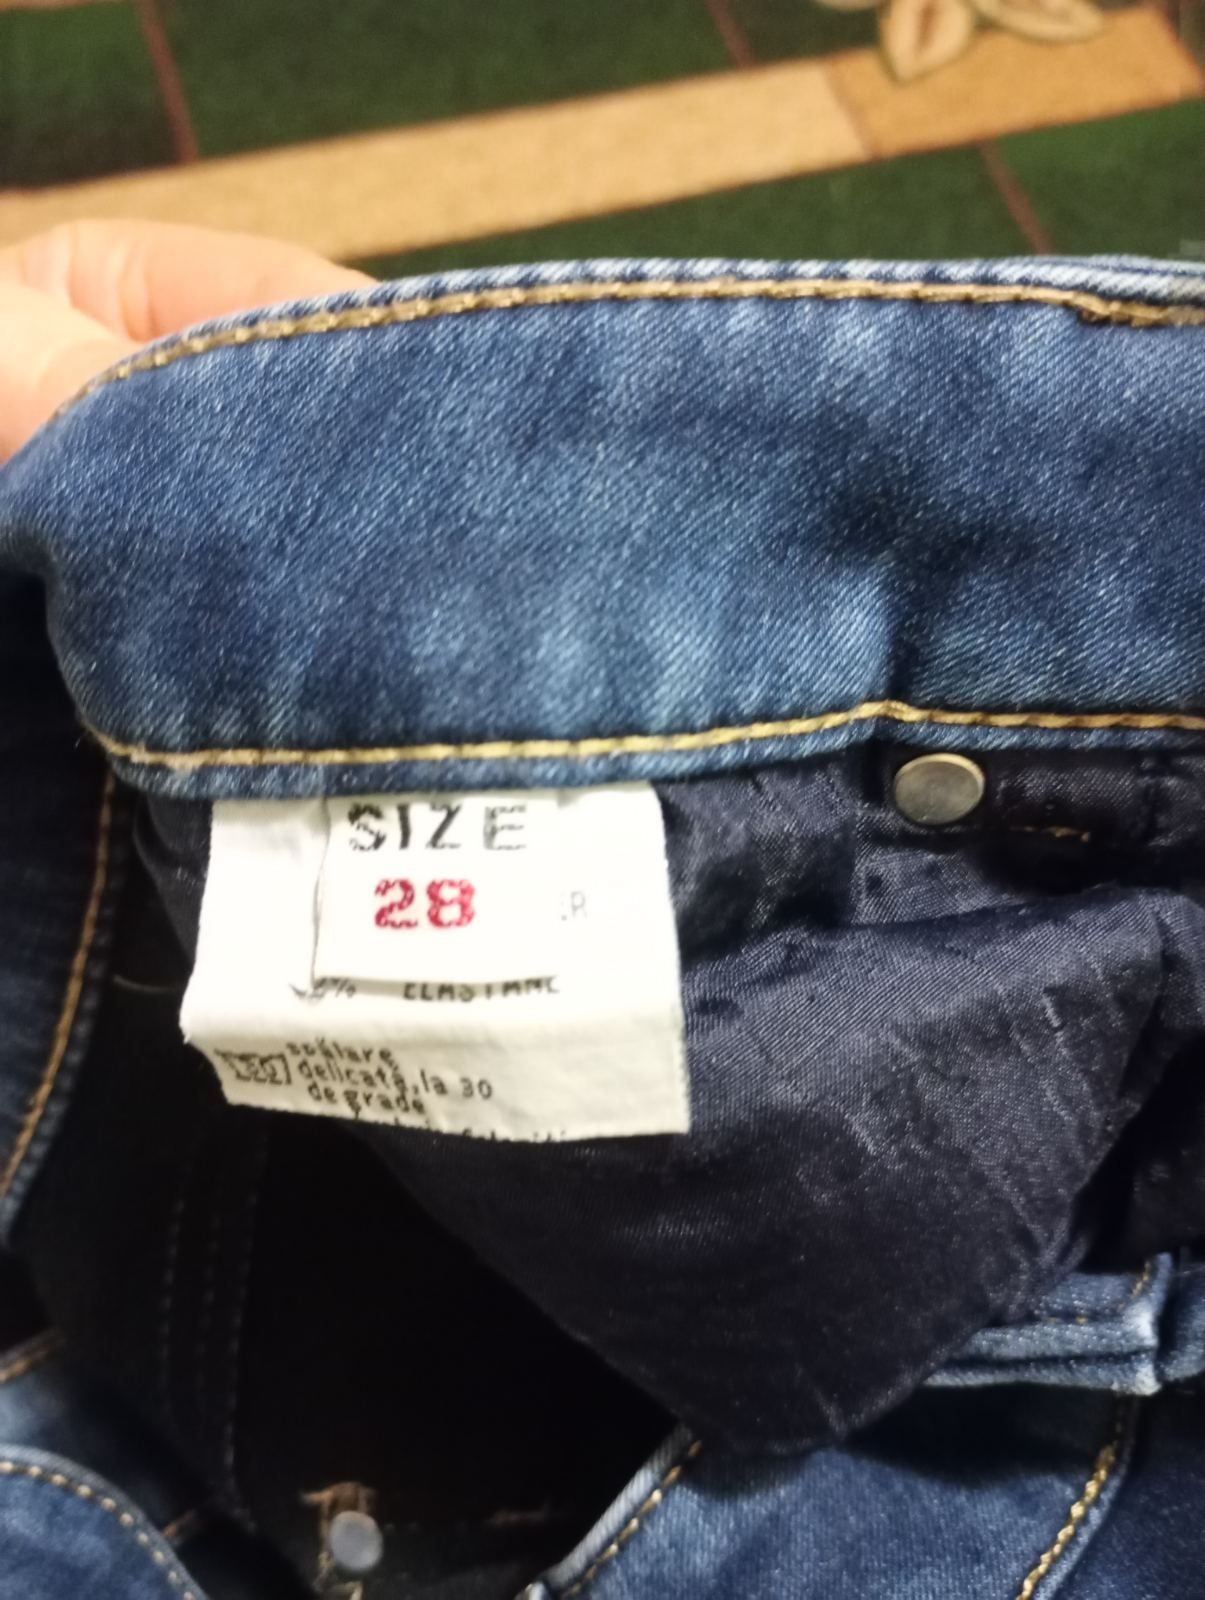 SIZE
28
R
% ELASTANE
spălare
delicată, la 30
de grade